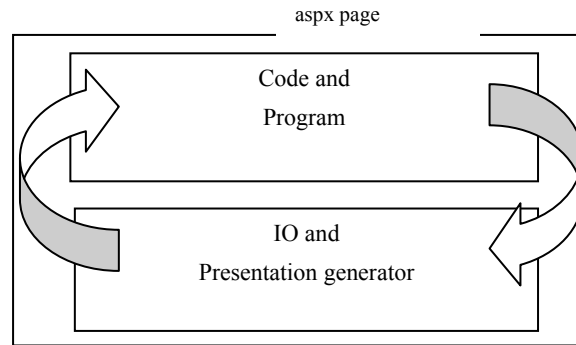 aspx page
Code and
Program
IO and
Presentation generator